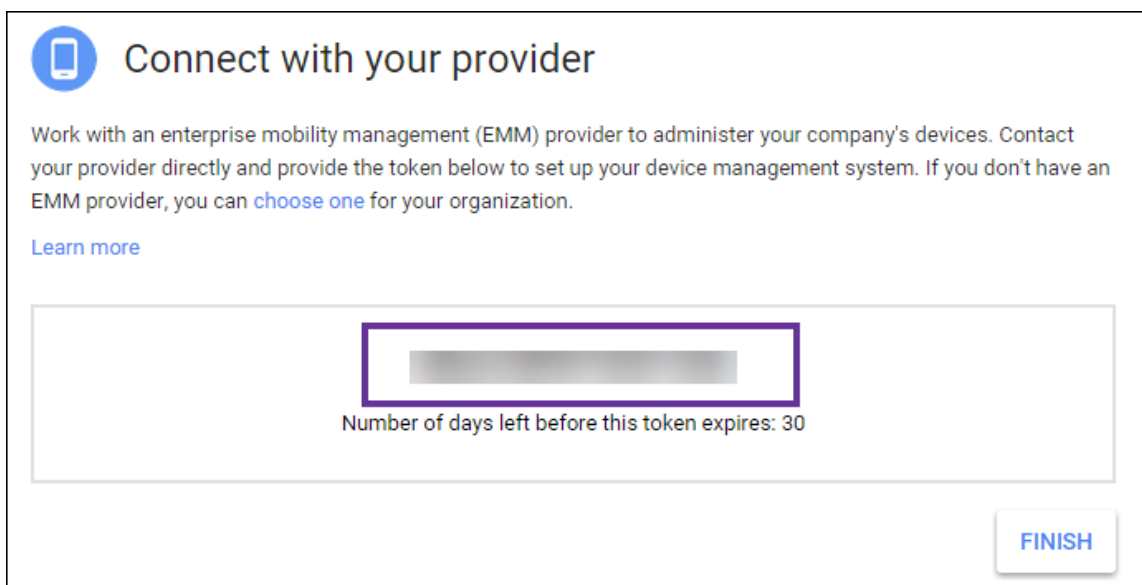 Connect with your provider
Work with an enterprise mobility management (EMM) provider to administer your company's devices. Contact
your provider directly and provide the token below to set up your device management system. If you don't have an
EMM provider, you can choose one for your organization.
Learn more
Number of days left before this token expires: 30
FINISH